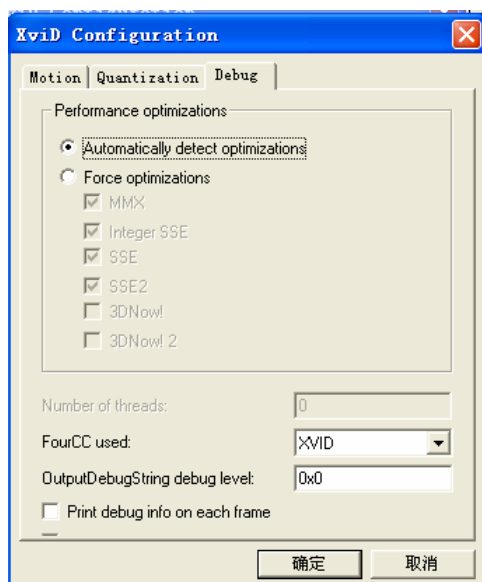 XviD Configuration
Motion Quantization Debug
Performance optimizations
Automatically detect optimizations
Force optimizations
MMX
Integer SSE
SSE
SSE2
3DNow!
3DNow! 2
Number of threads: 0
FourCC used: XVID
OutputDebugString debug level: 0x0
Print debug info on each frame
确定 取消